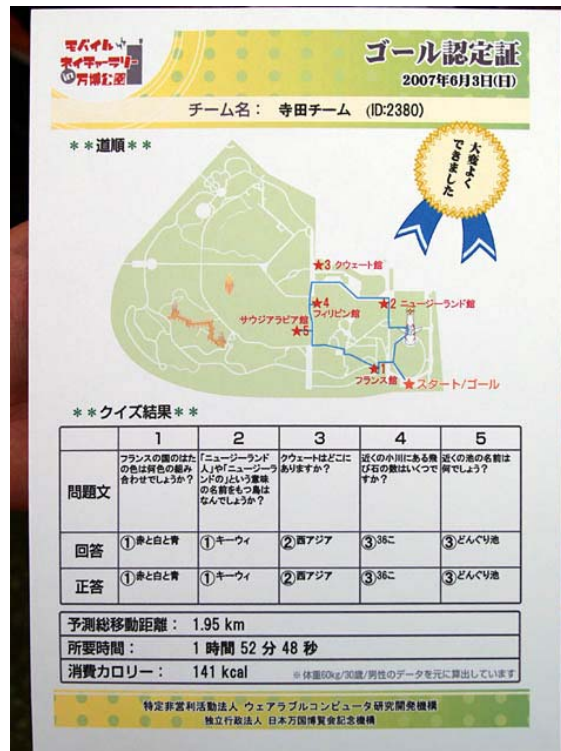 モバイル
ネイチャーラリー
in 万博公園
ゴール認定証
2007年6月3日(日)
チーム名： 寺田チーム (ID:2380)
**道順**
大変よく
できました
★3 クウェート館
★4
フィリピン館
★2 ニュージーランド館
サウジアラビア館
★5
★1
フランス館
★スタート/ゴール
**クイズ結果**
1 2 3 4 5
問題文
フランスの国のはた
の色は何色の組み
合わせでしょうか？
「ニュージーランド
人」や「ニュージーラ
ンドの」という意味
の名前をもつ鳥は
なんでしょうか？
クウェートはどこに
ありますか？
近くの小川にある飛
び石の数はいくつで
すか？
近くの池の名前は
何でしょう？
回答 ①赤と白と青 ①キーウィ ②西アジア ③36こ ③どんぐり池
正答 ①赤と白と青 ①キーウィ ②西アジア ③36こ ③どんぐり池
予測総移動距離： 1.95 km
所要時間： 1 時間 52 分 48 秒
消費カロリー： 141 kcal ※体重60kg/30歳/男性のデータを元に算出しています
特定非営利活動法人 ウェアラブルコンピュータ研究開発機構
独立行政法人 日本万国博覧会記念機構